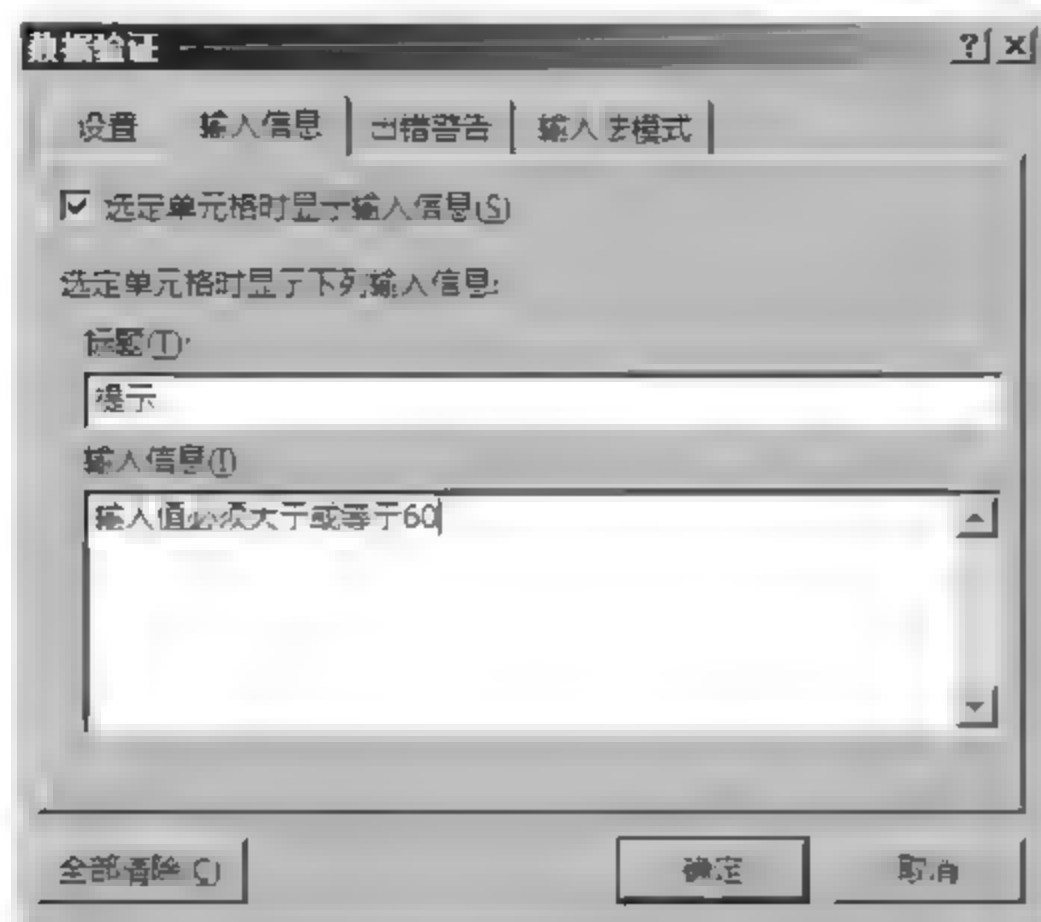 数据验证
设置 输入信息 出错警告 输入法模式
选定单元格时显示输入信息(S)
选定单元格时显示下列输入信息:
标题(T):
提示
输入信息(I)
输入值必须大于或等于60
全部清除(C) 确定 取消